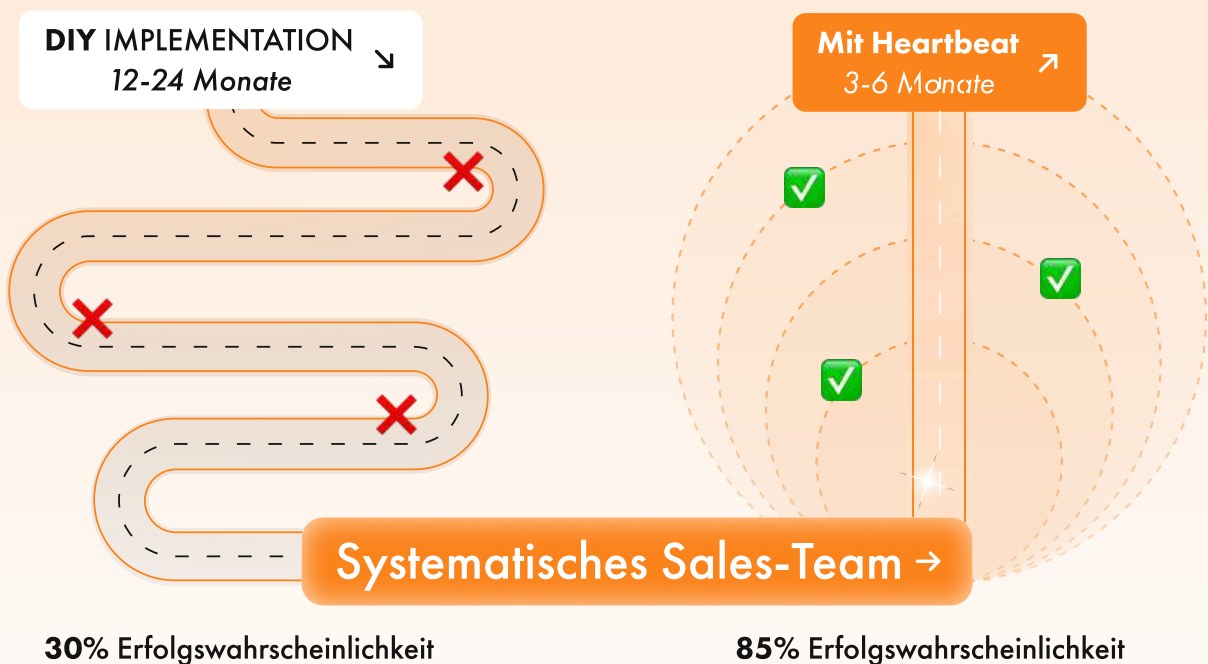 DIY IMPLEMENTATION
12-24 Monate
Mit Heartbeat
3-6 Monate
Systematisches Sales-Team
30% Erfolgswahrscheinlichkeit
85% Erfolgswahrscheinlichkeit